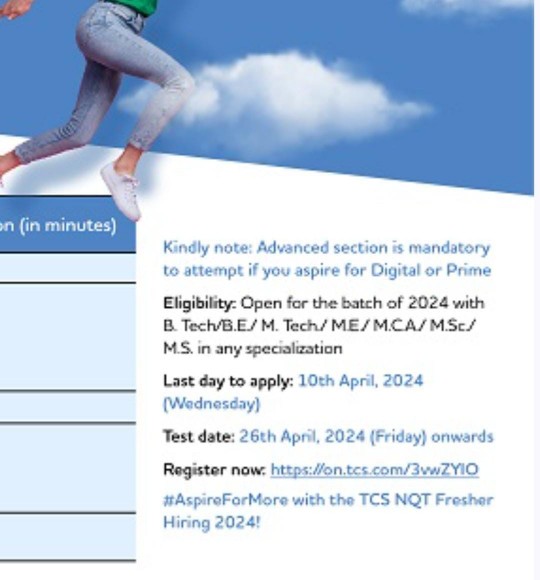 on (in minutes)
Kindly note: Advanced section is mandatory
to attempt if you aspire for Digital or Prime
Eligibility: Open for the batch of 2024 with
B. Tech/B.E./ M. Tech./ M.E./ M.C.A./ M.Sc./
M.S. in any specialization
Last day to apply: 10th April, 2024
(Wednesday)
Test date: 26th April, 2024 (Friday) onwards
Register now: https://on.tcs.com/3vwZYIO
#AspireForMore with the TCS NQT Fresher
Hiring 2024!